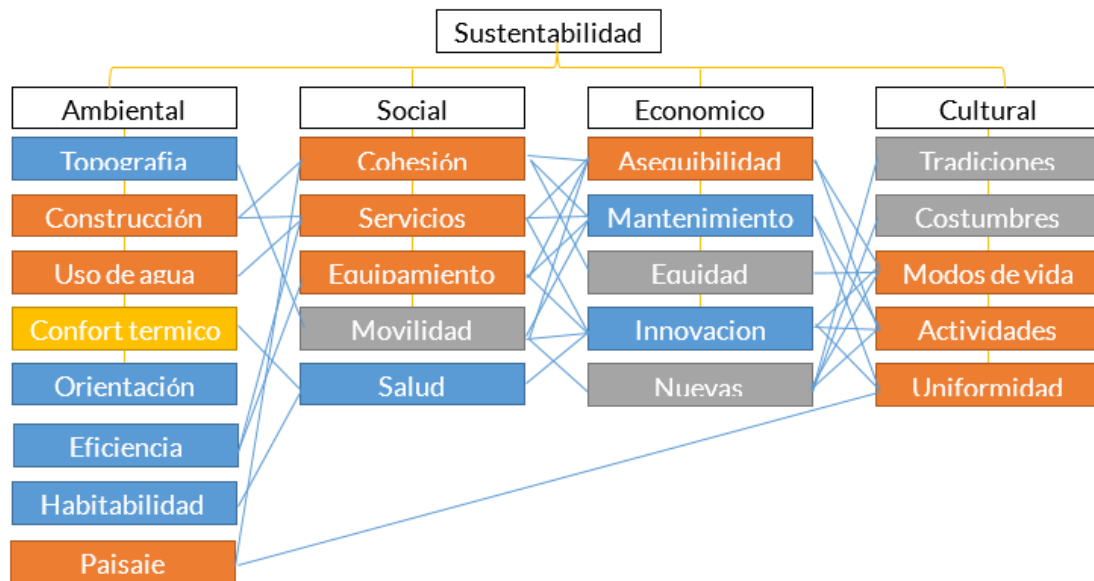 Sustentabilidad
Ambiental
Social
Economico
Cultural
Topografia
Cohesión
Asequibilidad
Tradiciones
Construcción
Servicios
Mantenimiento
Costumbres
Uso de agua
Equipamiento
Equidad
Modos de vida
Confort termico
Movilidad
Innovacion
Actividades
Orientación
Salud
Nuevas
Uniformidad
Eficiencia
Habitabilidad
Paisaje